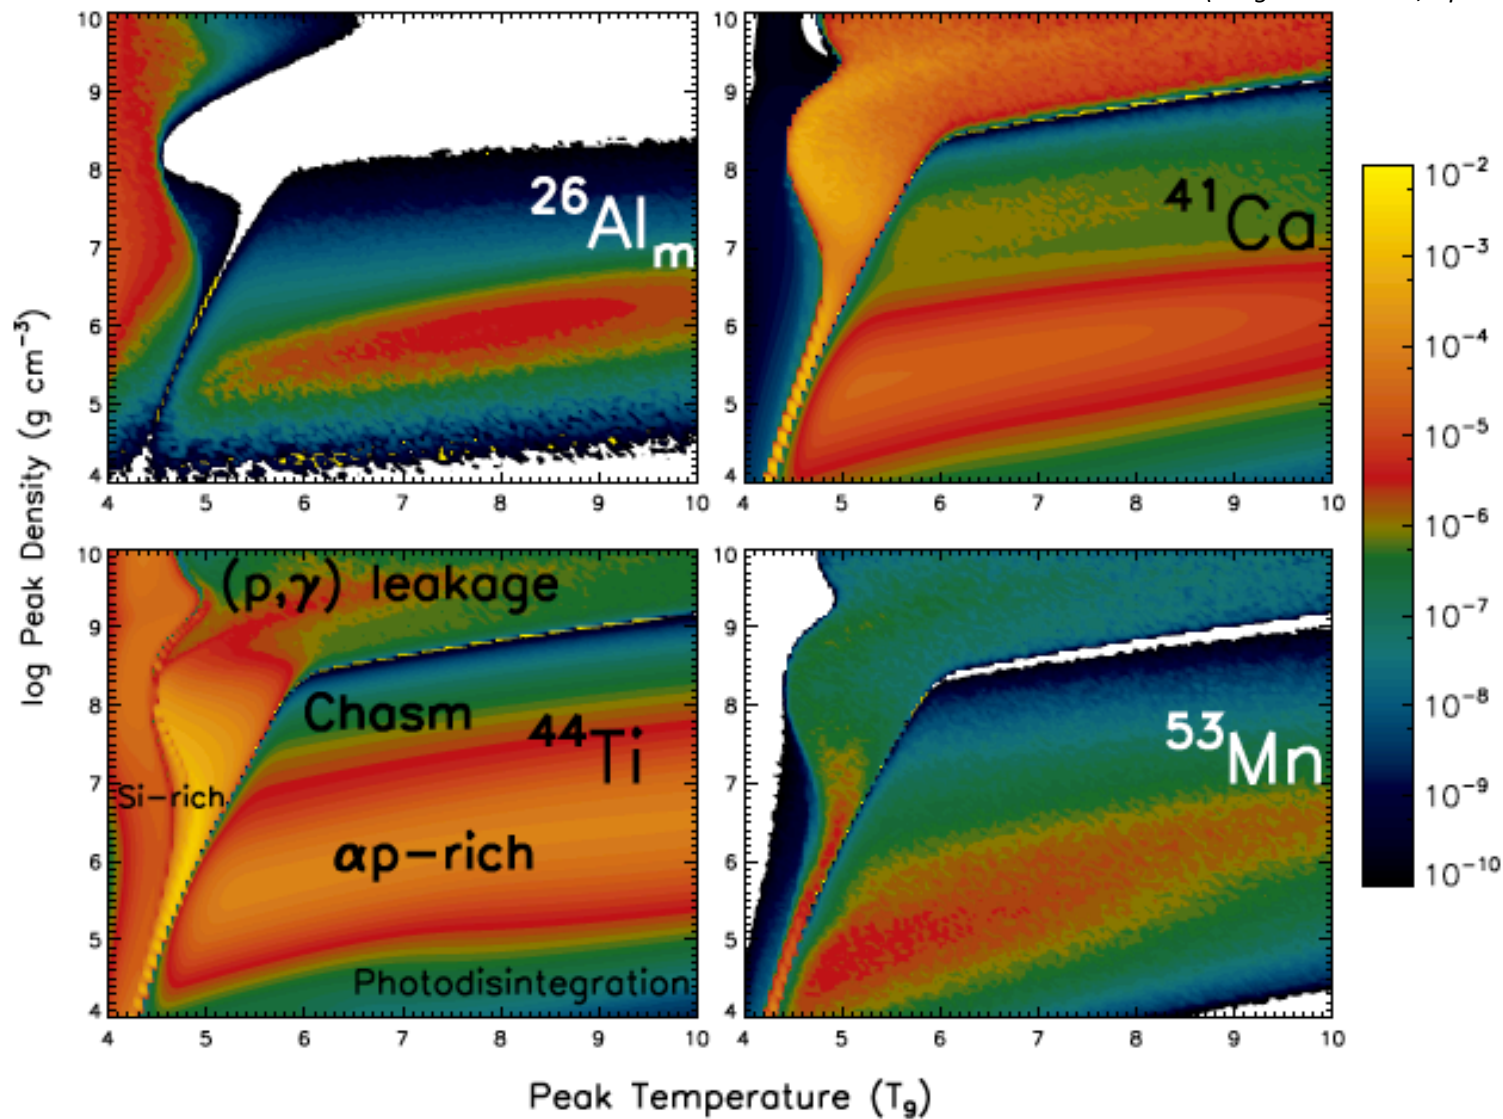 10
9
8
7
6
5
4
4 5 6 7 8 9 10
²⁶Alₘ
10
9
8
7
6
5
4
4 5 6 7 8 9 10
⁴¹Ca
10
9
8
7
6
5
4
4 5 6 7 8 9 10
(p,γ) leakage
Chasm
⁴⁴Ti
Si-rich
αp-rich
Photodisintegration
10
9
8
7
6
5
4
4 5 6 7 8 9 10
⁵³Mn
10⁻²
10⁻³
10⁻⁴
10⁻⁵
10⁻⁶
10⁻⁷
10⁻⁸
10⁻⁹
10⁻¹⁰
log Peak Density (g cm⁻³)
Peak Temperature (T₉)